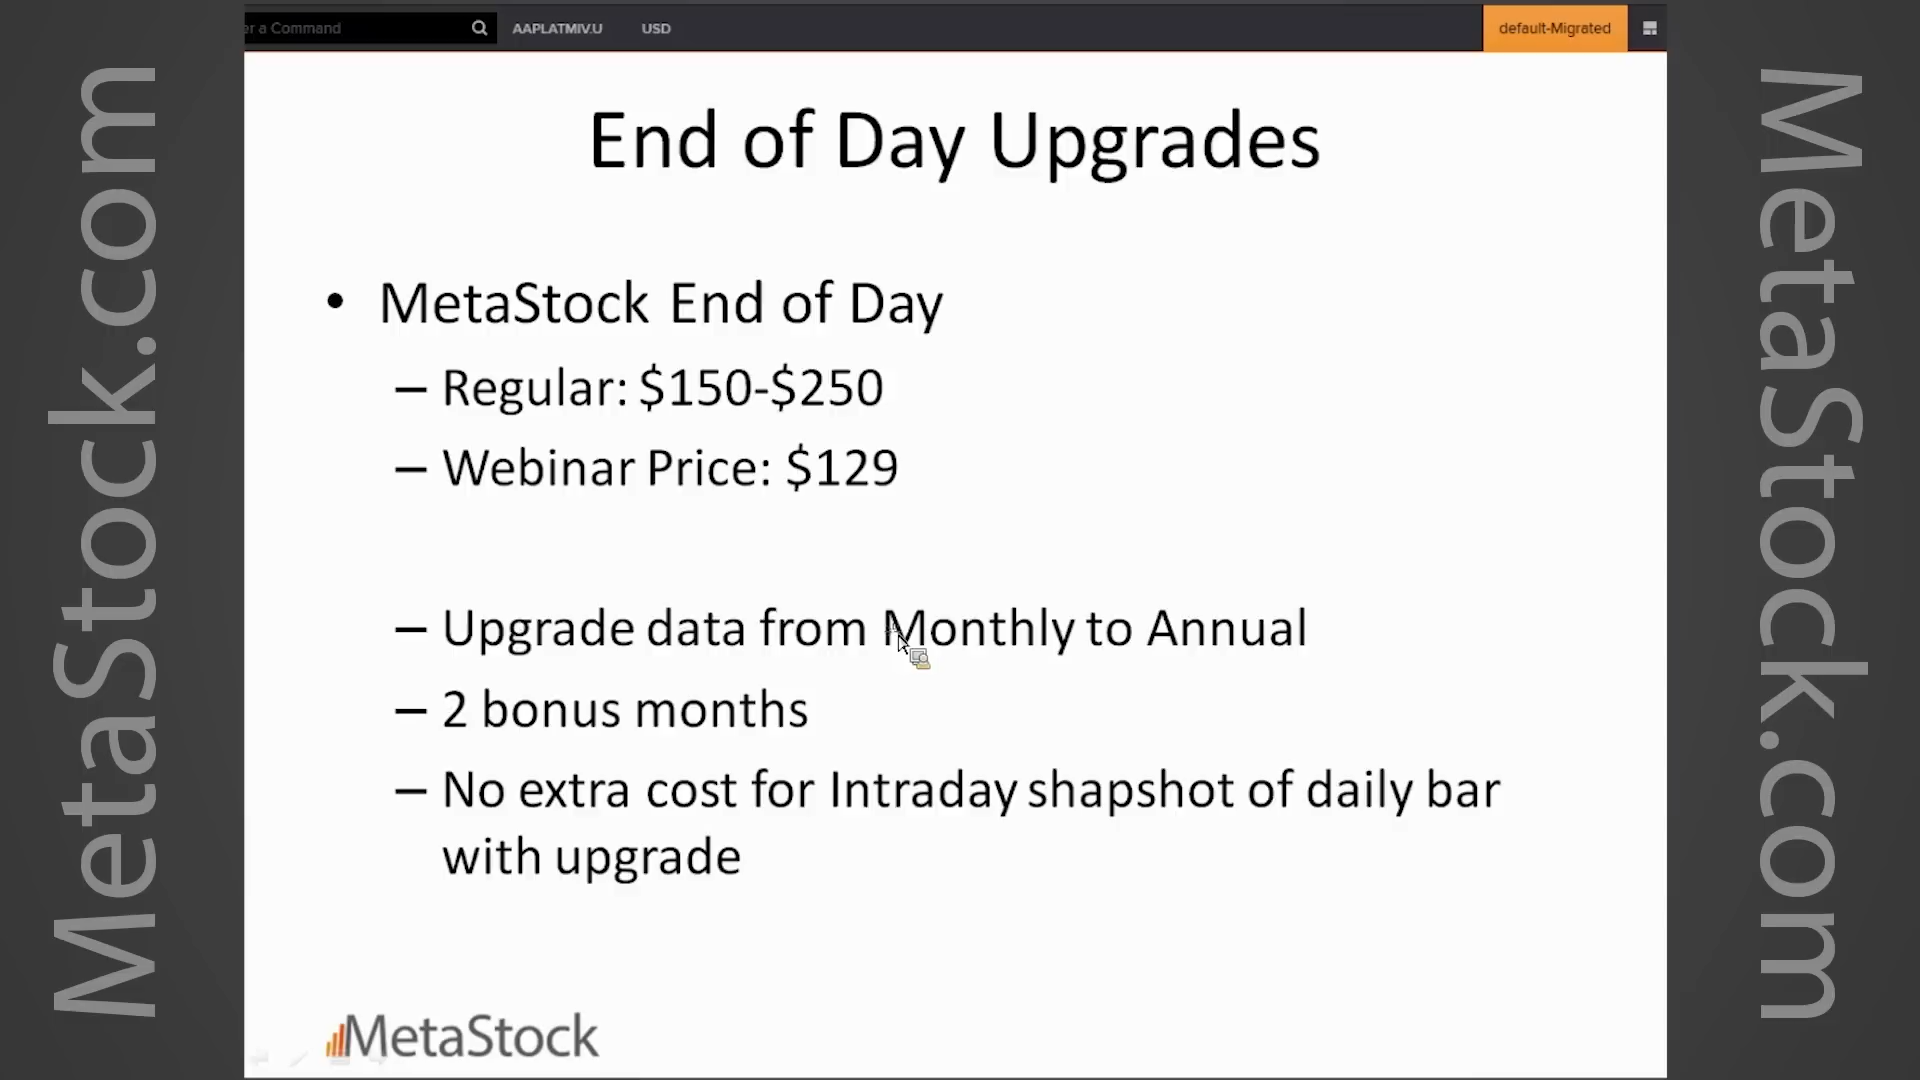 er a Command
AAPLATMIV.U
USD
default-Migrated
End of Day Upgrades
• MetaStock End of Day
– Regular: $150-$250
– Webinar Price: $129
– Upgrade data from Monthly to Annual
– 2 bonus months
– No extra cost for Intraday shapshot of daily bar
with upgrade
MetaStock
MetaStock.com
MetaStock.com